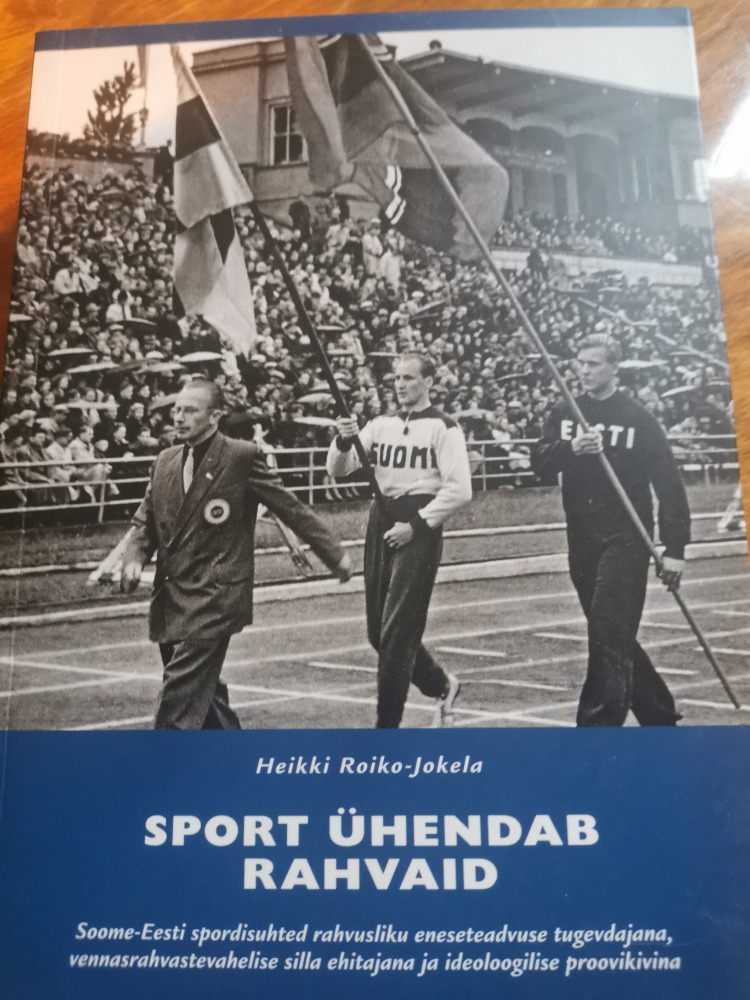 SUOMI
EESTI
Heikki Roiko-Jokela
SPORT ÜHENDAB
RAHVAID
Soome-Eesti spordisuhted rahvusliku eneseteadvuse tugevdajana,
vennasrahvastevahelise silla ehitajana ja ideoloogilise proovikivina